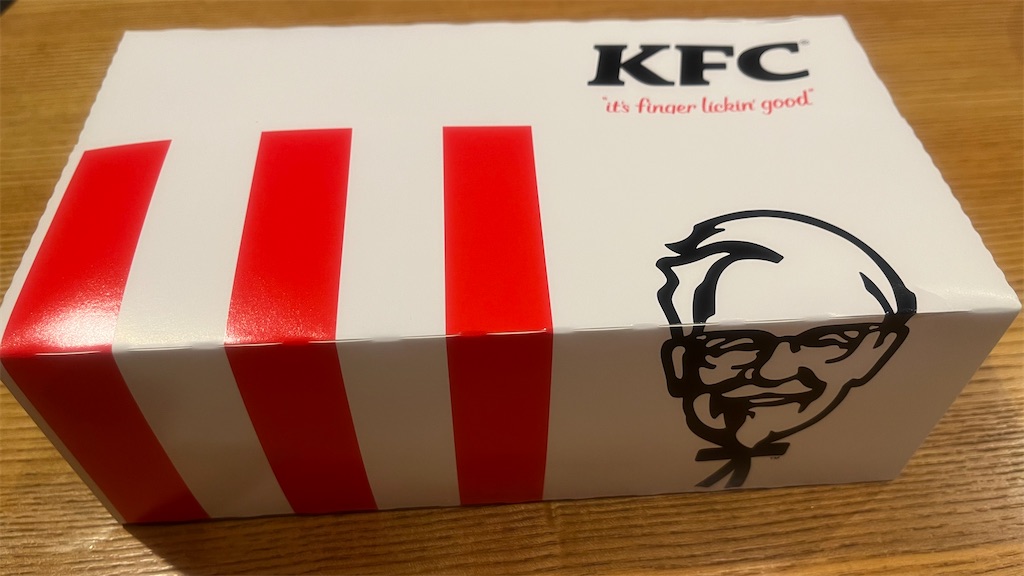 KFC
"it's finger lickin' good"